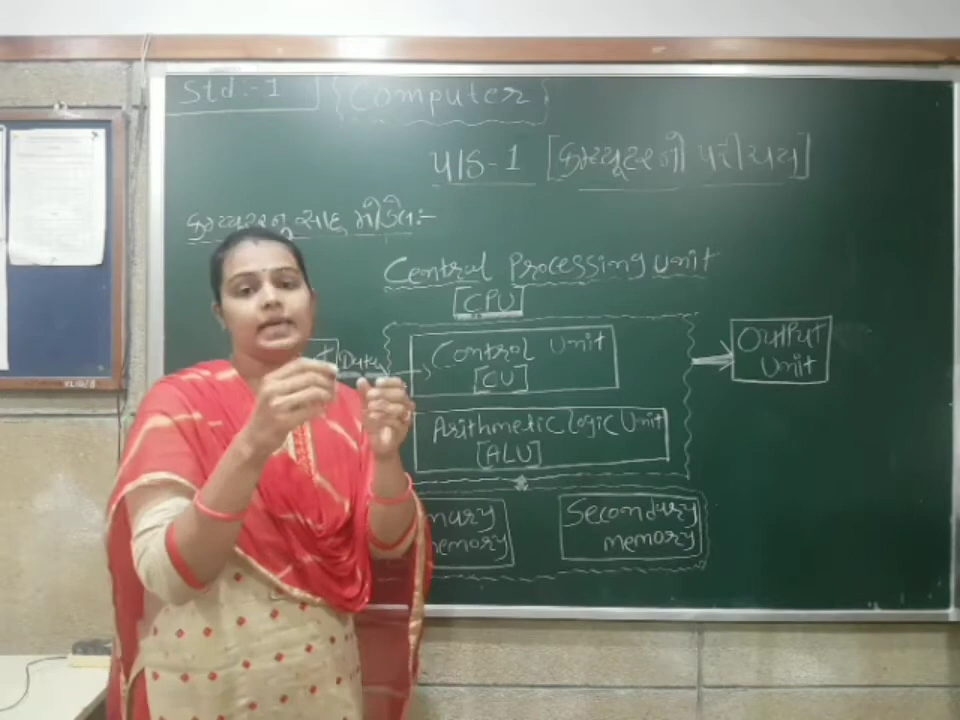 Std :- 1
Computer
પાઠ-1 [કમ્પ્યૂટરની પરીચય]
કમ્પ્યુટરનુ સાદુ મોડેલ:-
Central Processing Unit
[CPU]
Data
Control Unit
[CU]
Output
Unit
Arithmetic Logic Unit
[ALU]
Secondary
memory